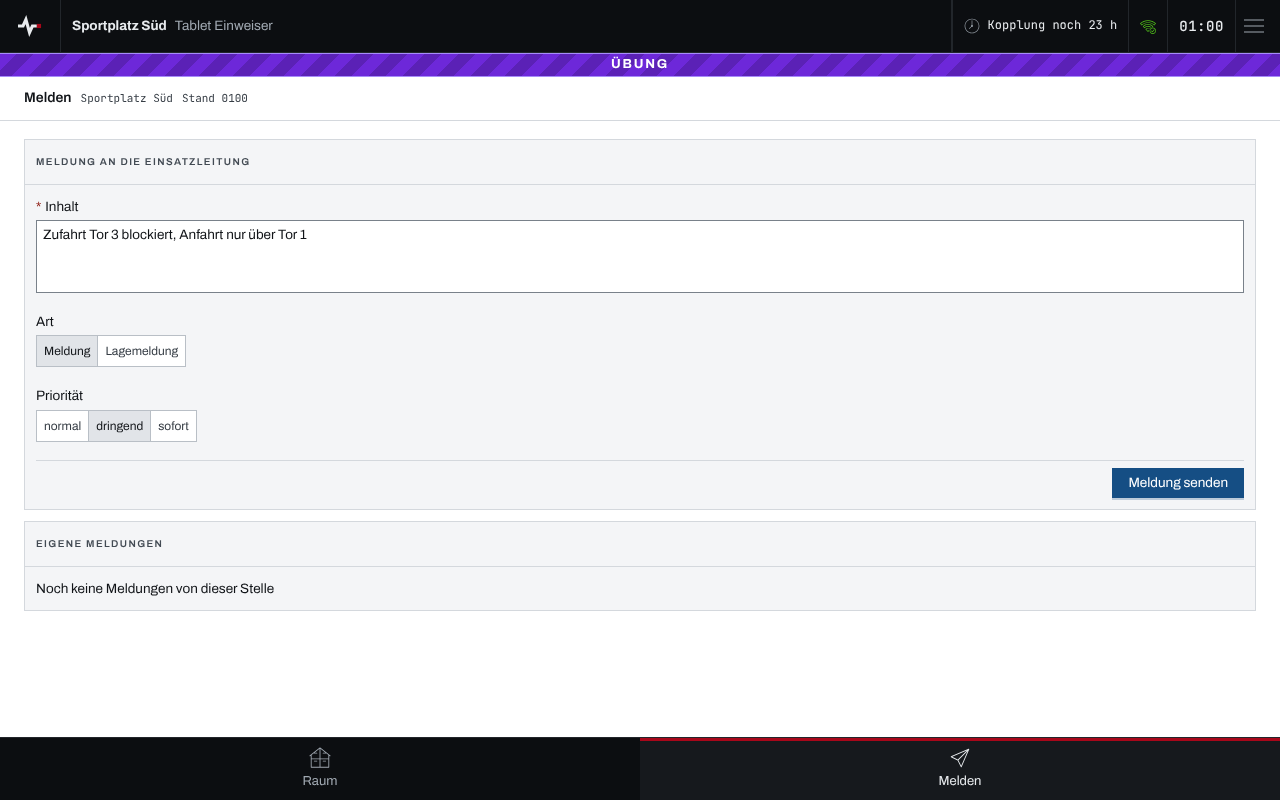 Sportplatz Süd Tablet Einweiser
Kopplung noch 23 h
01:00
ÜBUNG
Melden Sportplatz Süd Stand 0100
MELDUNG AN DIE EINSATZLEITUNG
* Inhalt
Zufahrt Tor 3 blockiert, Anfahrt nur über Tor 1
Art
Meldung Lagemeldung
Priorität
normal dringend sofort
Meldung senden
EIGENE MELDUNGEN
Noch keine Meldungen von dieser Stelle
Raum Melden